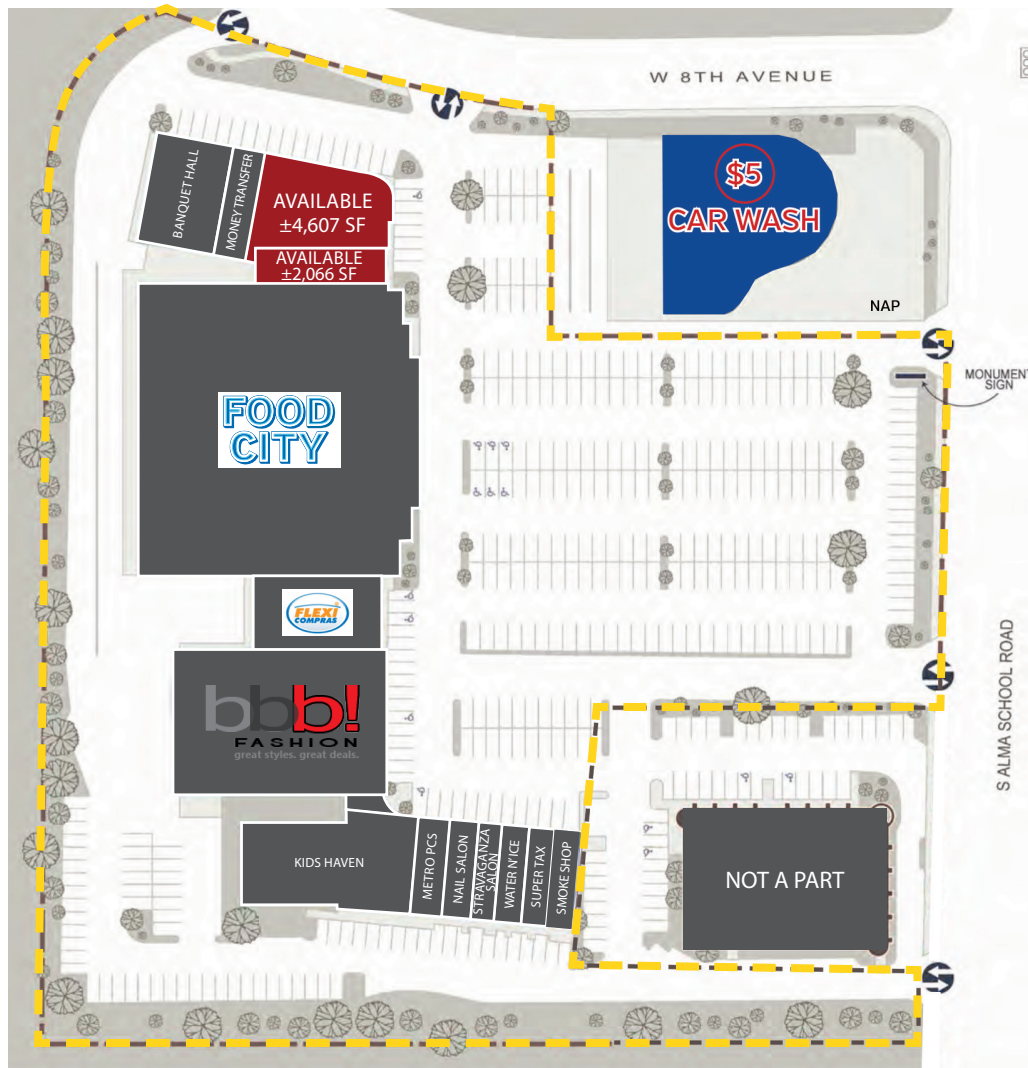 W 8TH AVENUE
$5
CAR WASH
NAP
BANQUET HALL
MONEY TRANSFER
AVAILABLE
±4,607 SF
AVAILABLE
±2,066 SF
MONUMENT
SIGN
FOOD
CITY
FLEXI
COMPRAS
bbb!
FASHION
great styles. great deals.
S ALMA SCHOOL ROAD
KIDS HAVEN
METRO PCS
NAIL SALON
STRAVAGANZA
SALON
WATER N'ICE
SUPER TAX
SMOKE SHOP
NOT A PART